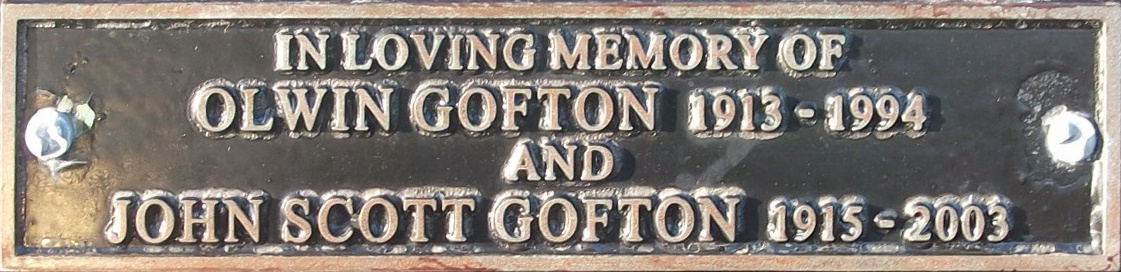 IN LOVING MEMORY OF
OLWIN GOFTON 1913 - 1994
AND
JOHN SCOTT GOFTON 1915 - 2003